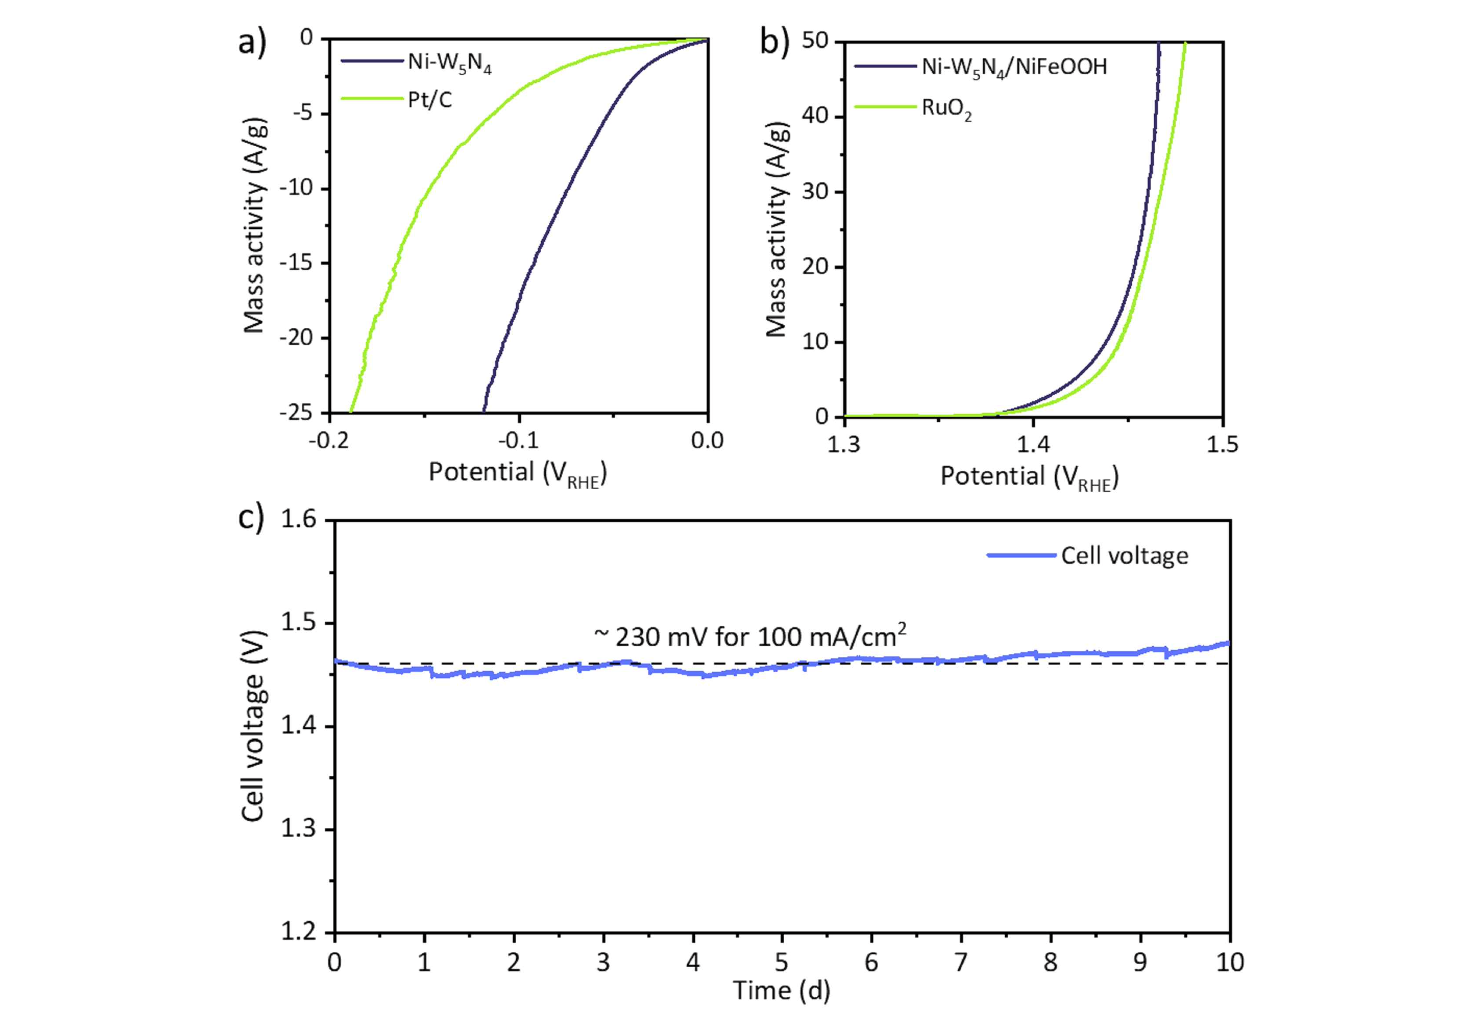 a)
Ni-W5N4
Pt/C
0
-5
-10
-15
-20
-25
Mass activity (A/g)
-0.2
-0.1
0.0
Potential (VRHE)
b)
Ni-W5N4/NiFeOOH
RuO2
50
40
30
20
10
0
Mass activity (A/g)
1.3
1.4
1.5
Potential (VRHE)
c)
Cell voltage
~ 230 mV for 100 mA/cm2
1.6
1.5
1.4
1.3
1.2
Cell voltage (V)
0
1
2
3
4
5
6
7
8
9
10
Time (d)